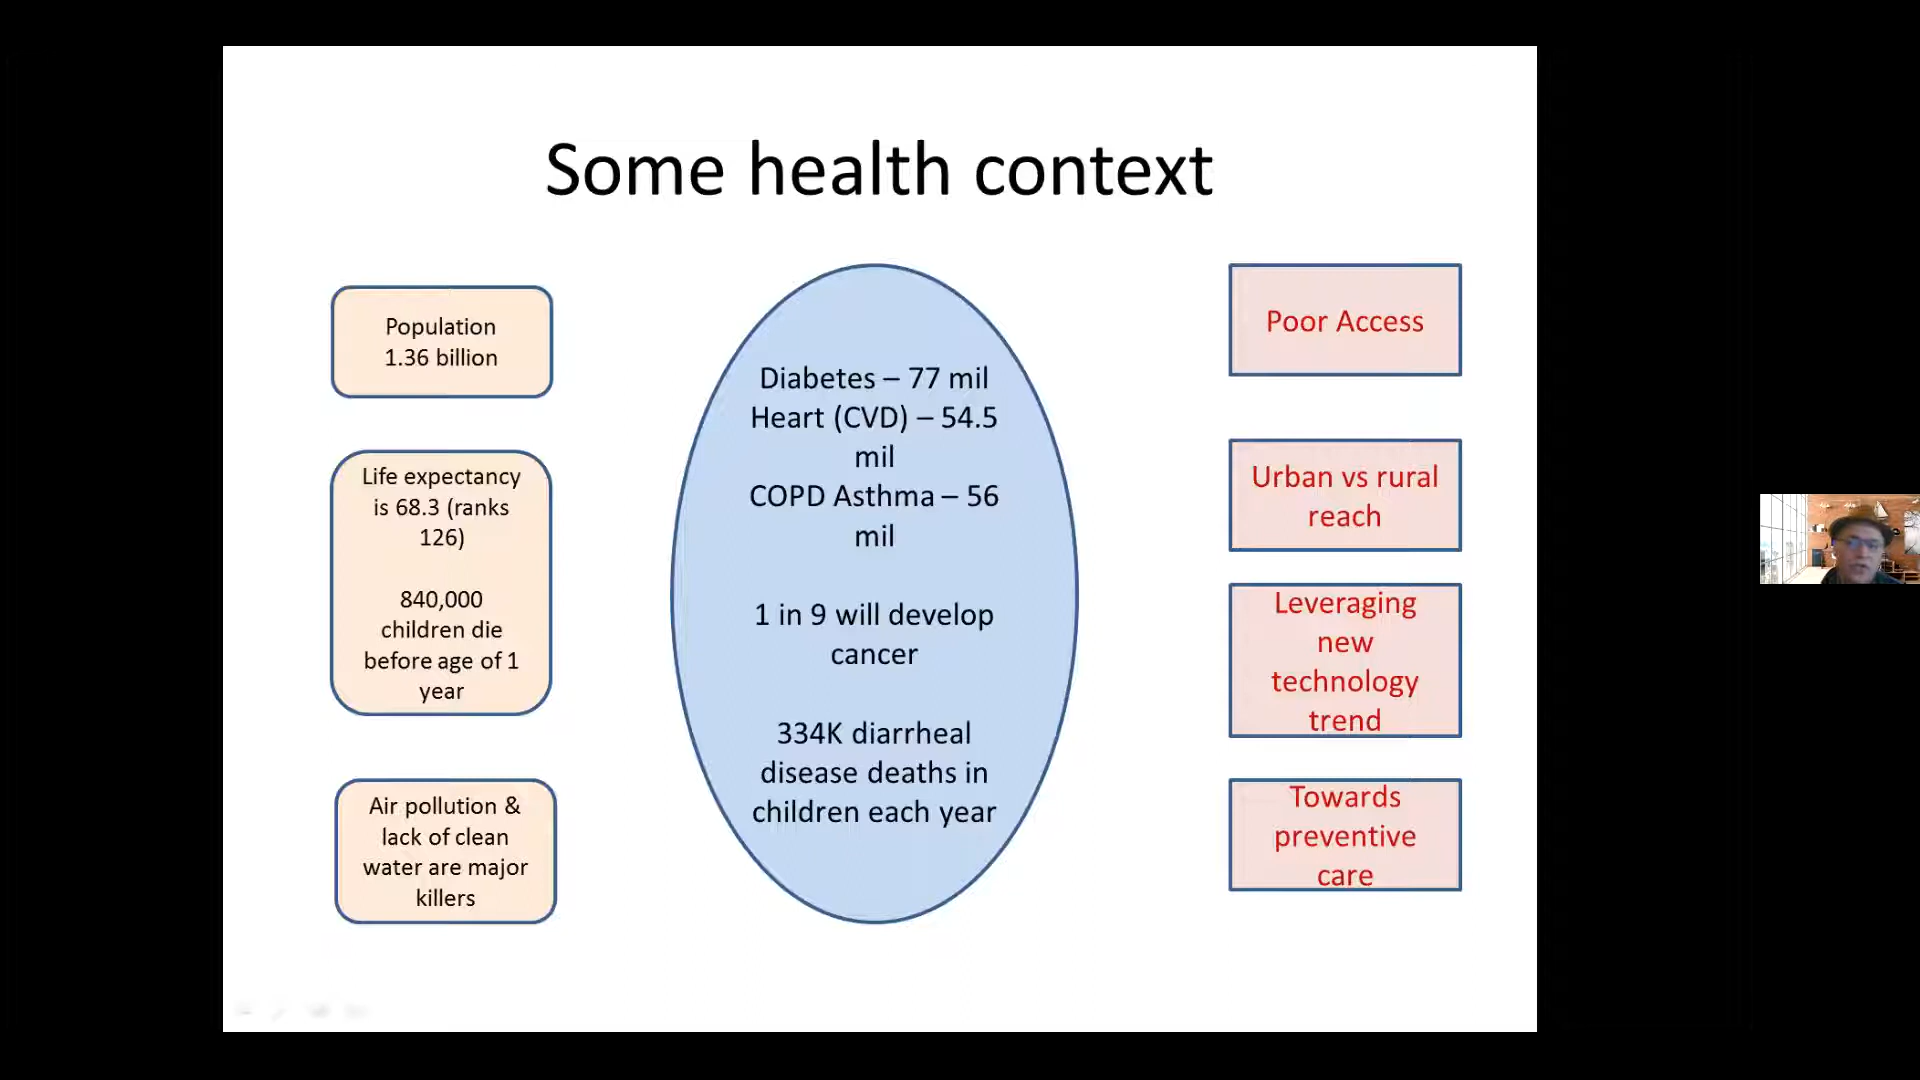 Some health context
Population
1.36 billion
Life expectancy
is 68.3 (ranks
126)
840,000
children die
before age of 1
year
Air pollution &
lack of clean
water are major
killers
Diabetes – 77 mil
Heart (CVD) – 54.5
mil
COPD Asthma – 56
mil
1 in 9 will develop
cancer
334K diarrheal
disease deaths in
children each year
Poor Access
Urban vs rural
reach
Leveraging
new
technology
trend
Towards
preventive
care